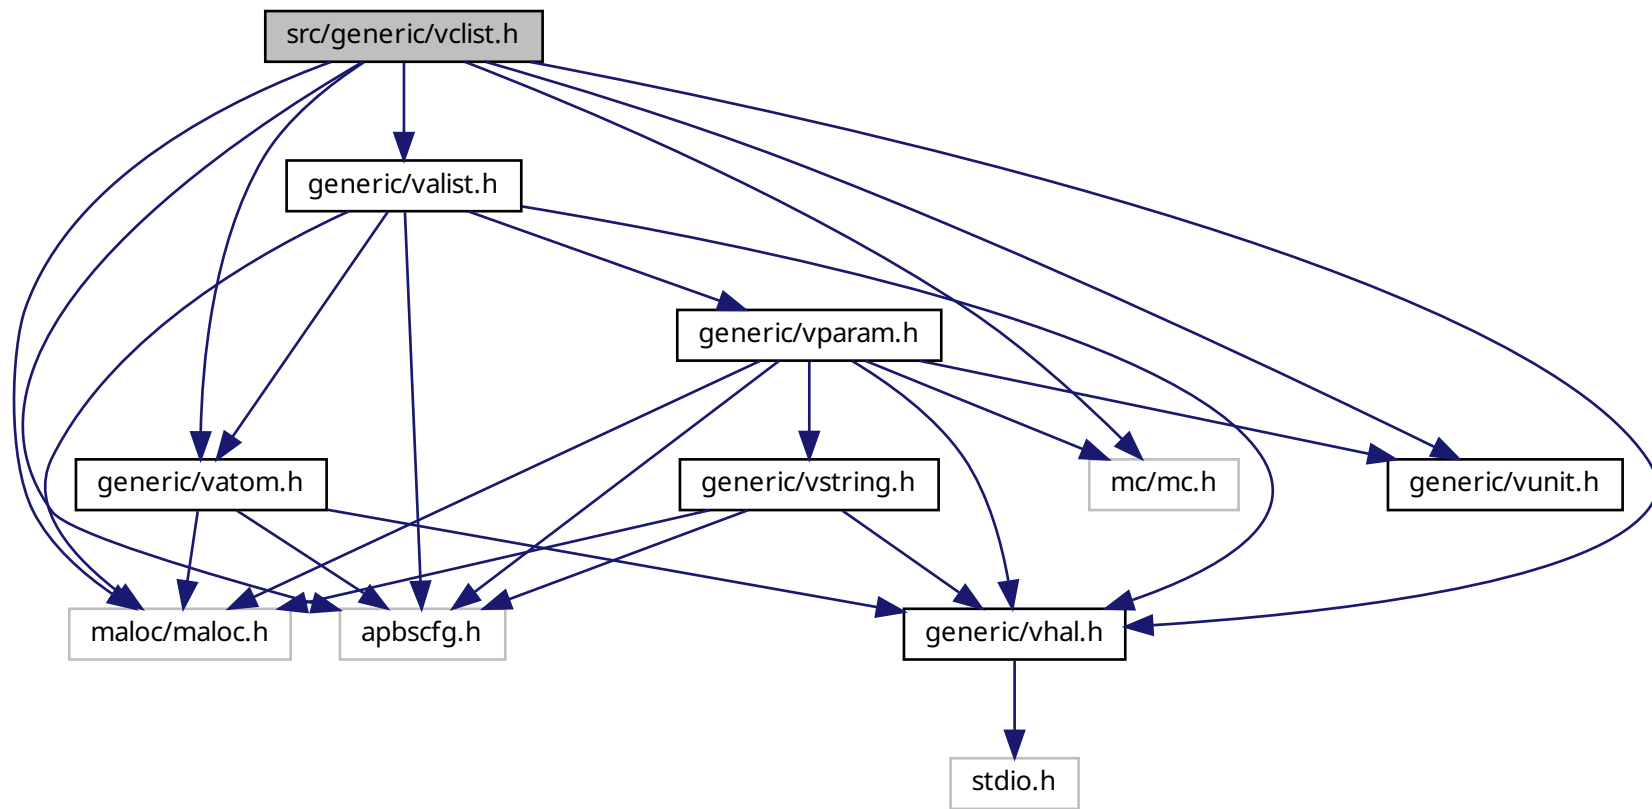 src/generic/vclist.h
generic/valist.h
generic/vparam.h
generic/vatom.h
generic/vstring.h
mc/mc.h
generic/vunit.h
maloc/maloc.h
apbscfg.h
generic/vhal.h
stdio.h